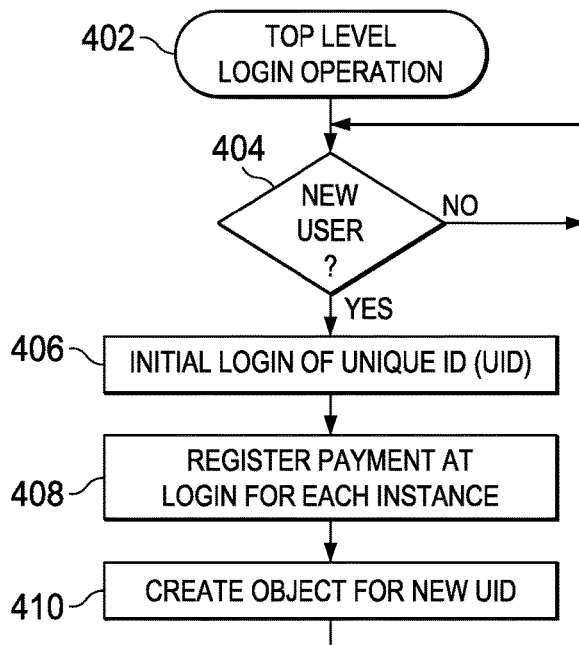 402
TOP LEVEL
LOGIN OPERATION
404
NEW
USER
?
NO
YES
406
INITIAL LOGIN OF UNIQUE ID (UID)
408
REGISTER PAYMENT AT
LOGIN FOR EACH INSTANCE
410
CREATE OBJECT FOR NEW UID